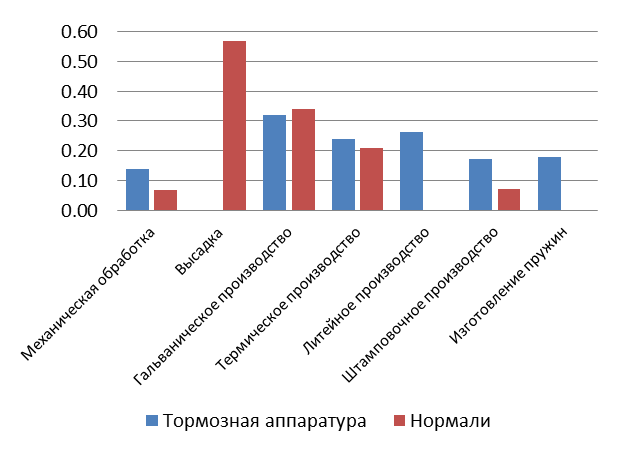 0.60
0.50
0.40
0.30
0.20
0.10
0.00
Механическая обработка
Высадка
Гальваническое производство
Термическое производство
Литейное производство
Штамповочное производство
Изготовление пружин
Тормозная аппаратура
Нормали